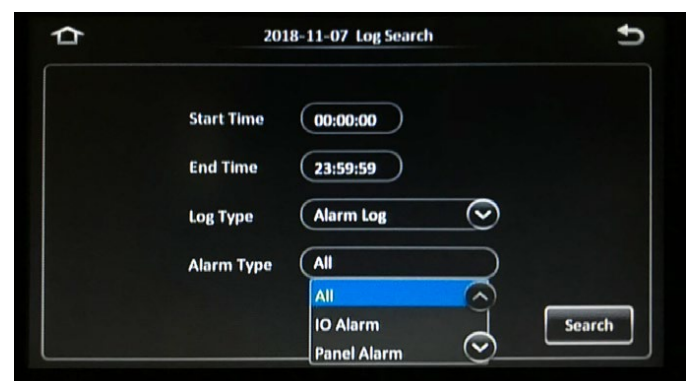 2018-11-07 Log Search
Start Time 00:00:00
End Time 23:59:59
Log Type Alarm Log
Alarm Type All
All
IO Alarm
Search
Panel Alarm